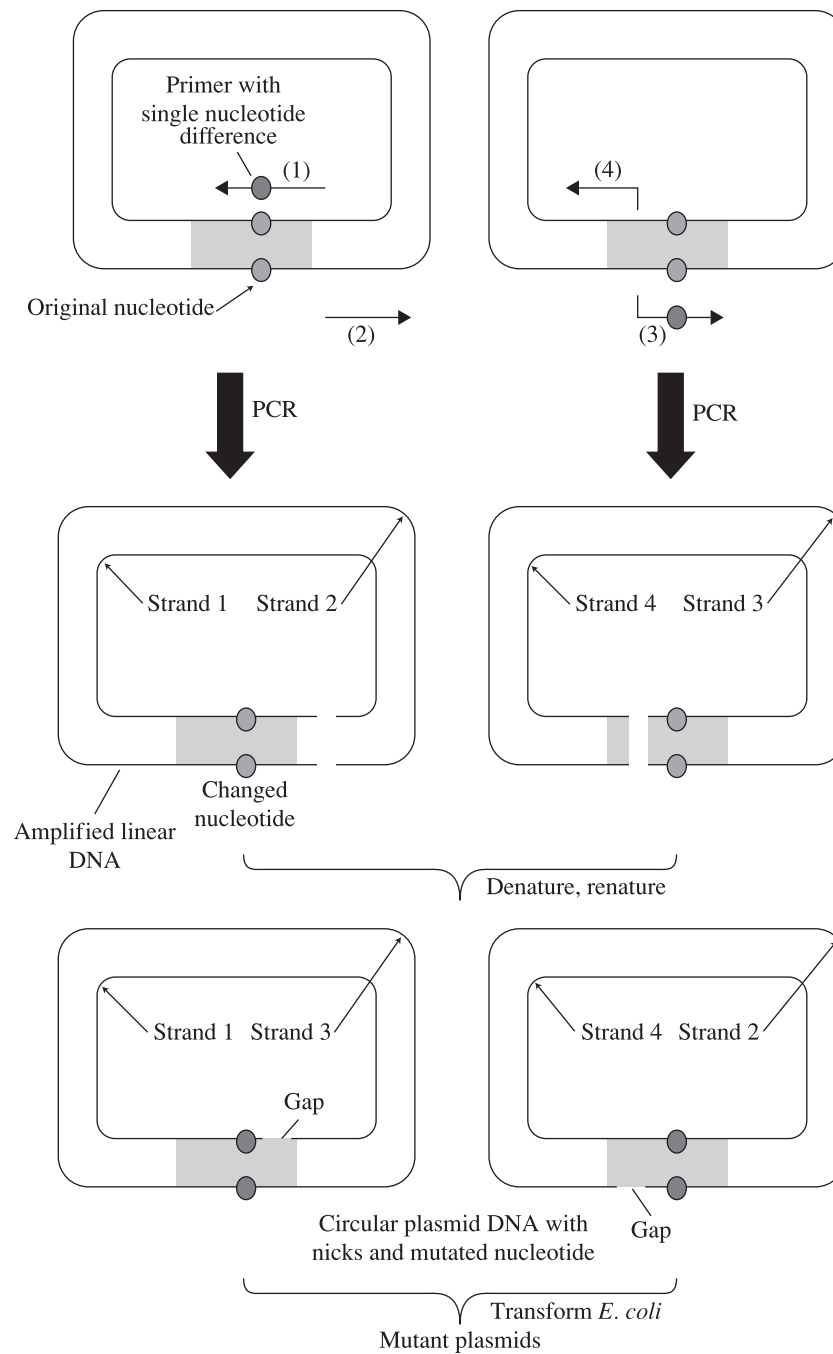 Primer with
single nucleotide
difference
(1)
(4)
Original nucleotide
(2)
(3)
PCR
PCR
Strand 1
Strand 2
Strand 4
Strand 3
Changed
nucleotide
Amplified linear
DNA
Denature, renature
Strand 1
Strand 3
Strand 4
Strand 2
Gap
Gap
Circular plasmid DNA with
nicks and mutated nucleotide
Transform E. coli
Mutant plasmids